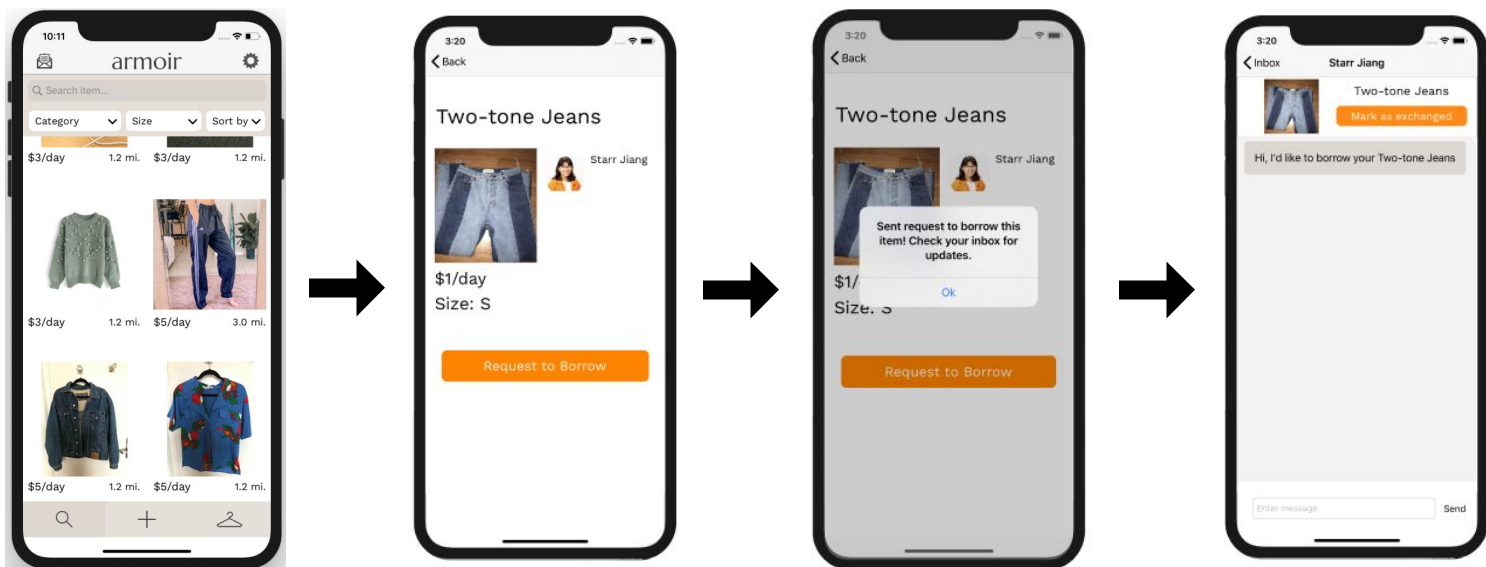 10:11
armoir
Search item...
Category
Size
Sort by
$3/day
1.2 mi.
$3/day
1.2 mi.
$3/day
1.2 mi.
$5/day
3.0 mi.
$5/day
1.2 mi.
$5/day
1.2 mi.
3:20
Back
Two-tone Jeans
Starr Jiang
$1/day
Size: S
Request to Borrow
3:20
Back
Two-tone Jeans
Starr Jiang
Sent request to borrow this
item! Check your inbox for
updates.
Ok
$1/
Size: S
Request to Borrow
3:20
Inbox
Starr Jiang
Two-tone Jeans
Mark as exchanged
Hi, I'd like to borrow your Two-tone Jeans
Enter message
Send